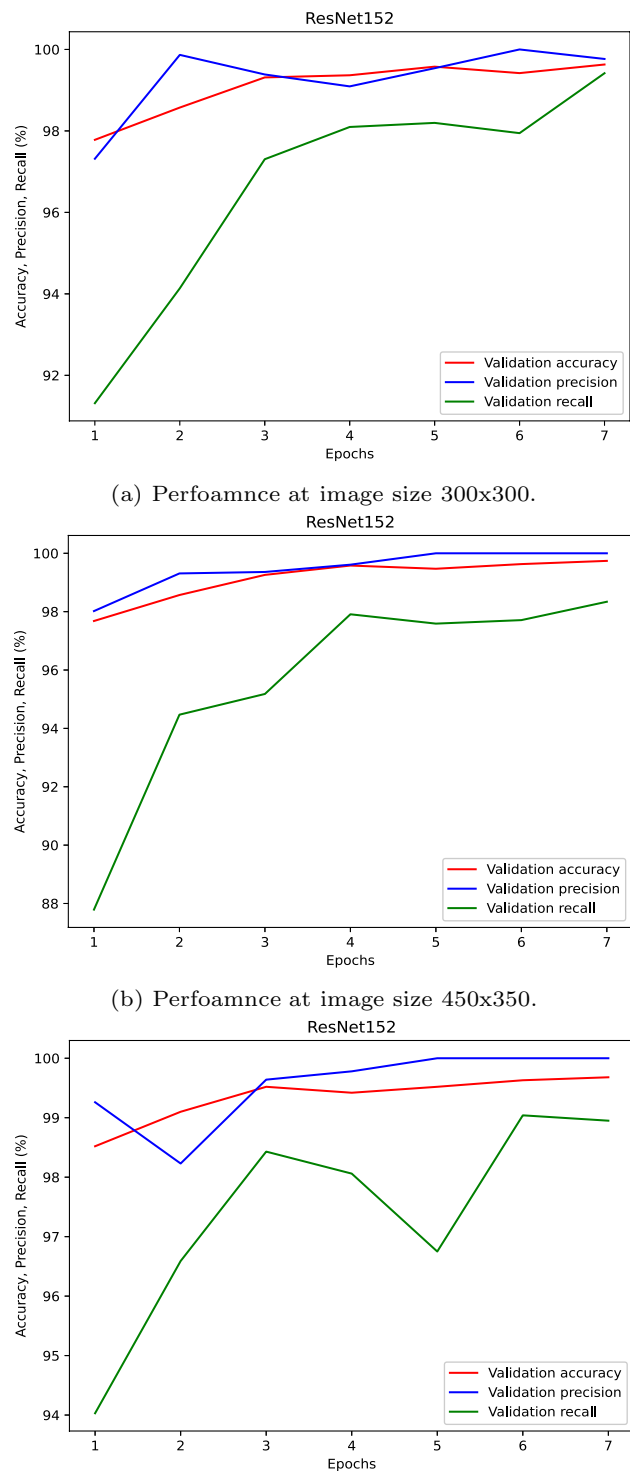 ResNet152
100
98
96
94
92
Accuracy, Precision, Recall (%)
Validation accuracy
Validation precision
Validation recall
1 2 3 4 5 6 7
Epochs
(a) Perfoamnce at image size 300x300.
ResNet152
100
98
96
94
92
90
88
Accuracy, Precision, Recall (%)
Validation accuracy
Validation precision
Validation recall
1 2 3 4 5 6 7
Epochs
(b) Perfoamnce at image size 450x350.
ResNet152
100
99
98
97
96
95
94
Accuracy, Precision, Recall (%)
Validation accuracy
Validation precision
Validation recall
1 2 3 4 5 6 7
Epochs